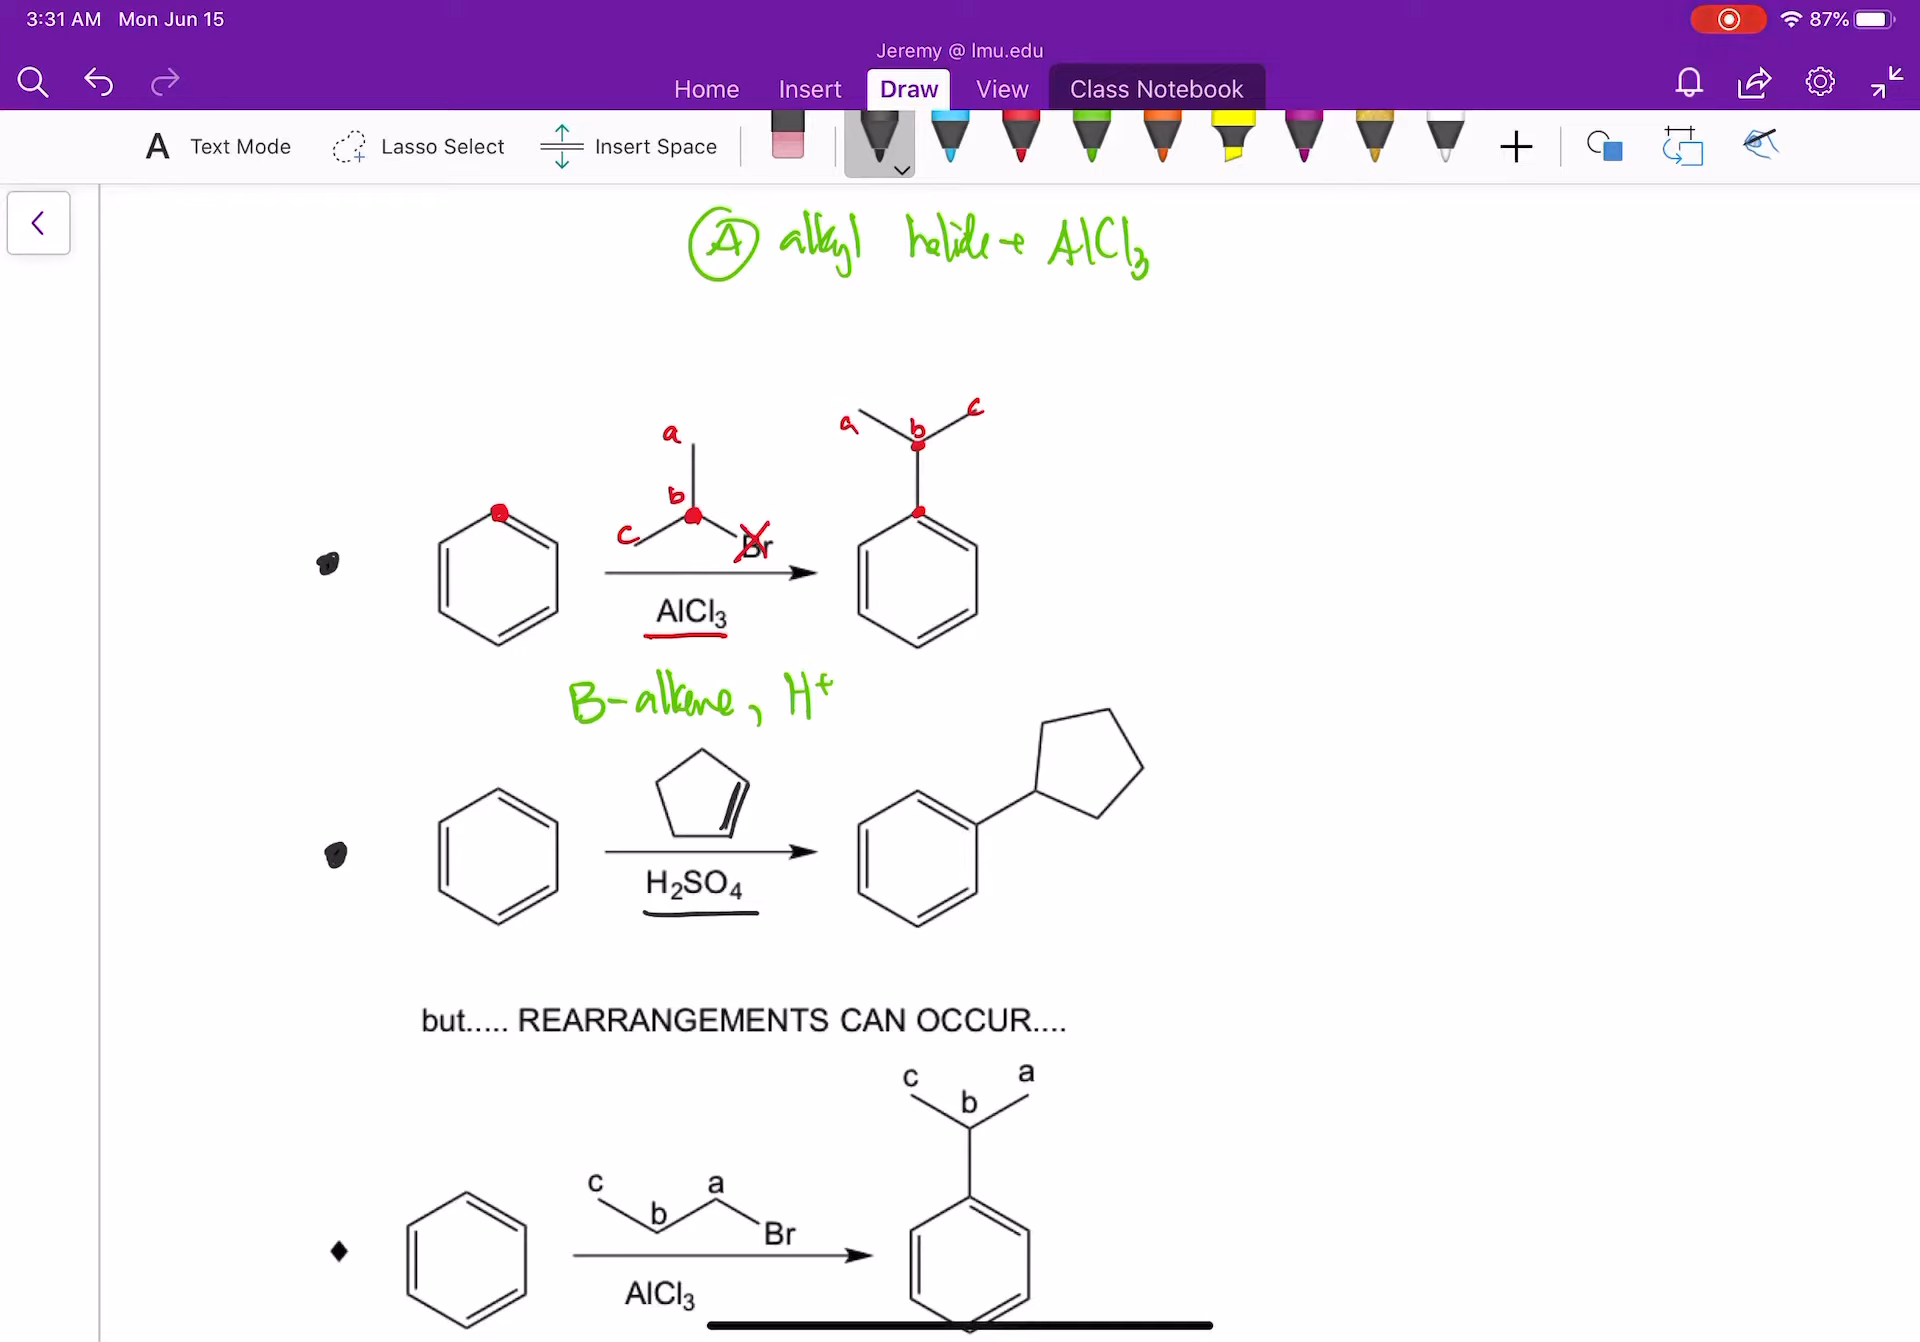 3:31 AM Mon Jun 15
87%
Jeremy @ lmu.edu
Home Insert Draw View Class Notebook
A Text Mode Lasso Select Insert Space
A alkyl halide + AlCl3
a b c
a
b
c Br
AlCl3
B-alkene, H+
H2SO4
but..... REARRANGEMENTS CAN OCCUR....
c b a
c b a Br
AlCl3